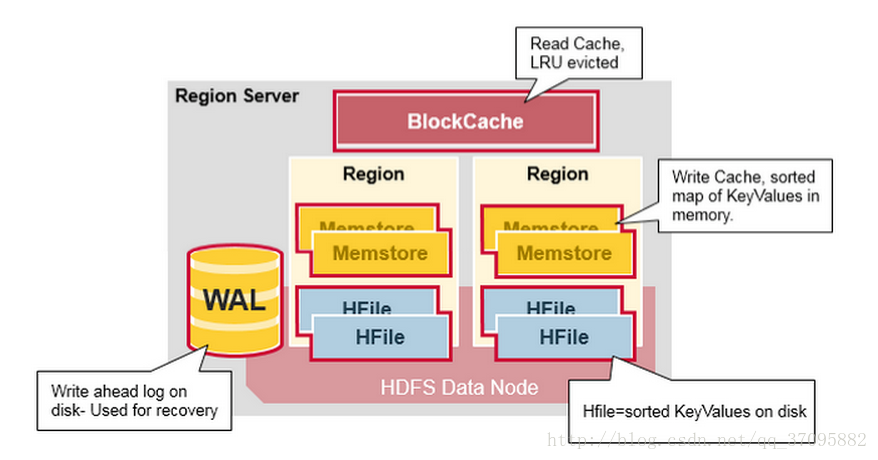 Read Cache,
LRU evicted
Region Server
BlockCache
Region
Region
Write Cache, sorted
map of KeyValues in
memory.
Memstore
Memstore
Memstore
Memstore
WAL
HFile
HFile
HFile
HFile
Write ahead log on
disk- Used for recovery
HDFS Data Node
Hfile=sorted KeyValues on disk
http://blog.csdn.net/qq_37095882